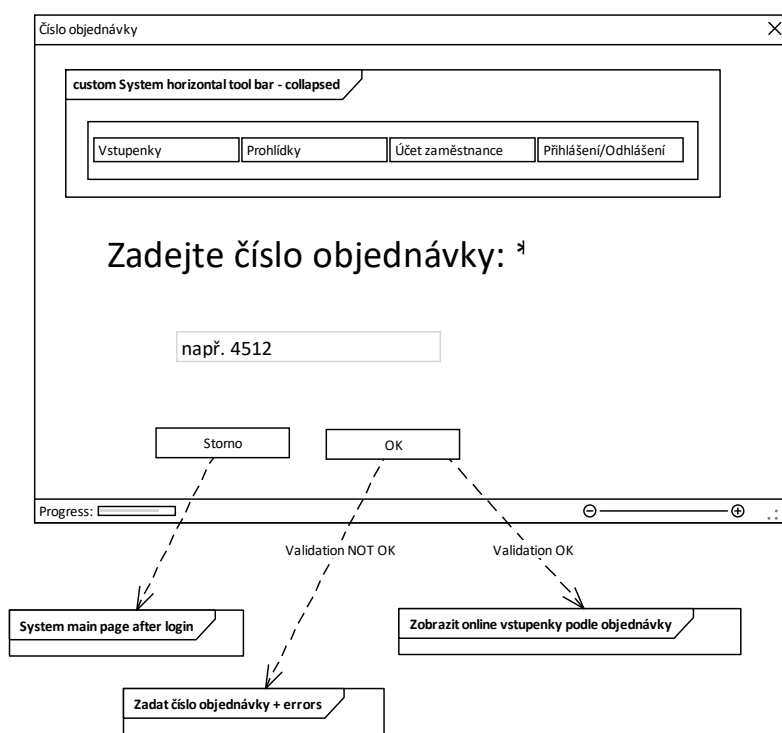 Číslo objednávky
custom System horizontal tool bar - collapsed
Vstupenky Prohlídky Účet zaměstnance Přihlášení/Odhlášení
Zadejte číslo objednávky: *
např. 4512
Storno OK
Progress:
Validation NOT OK Validation OK
System main page after login Zobrazit online vstupenky podle objednávky
Zadat číslo objednávky + errors